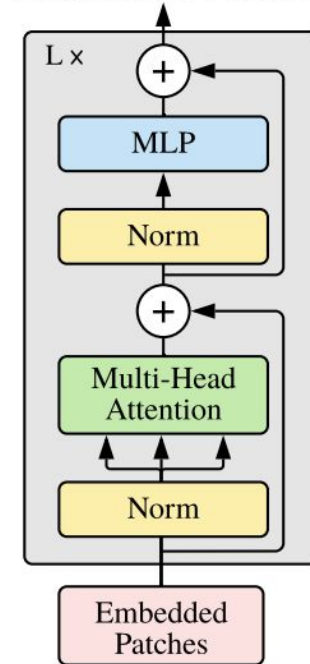 L ×
+
MLP
Norm
+
Multi-Head
Attention
Norm
Embedded
Patches